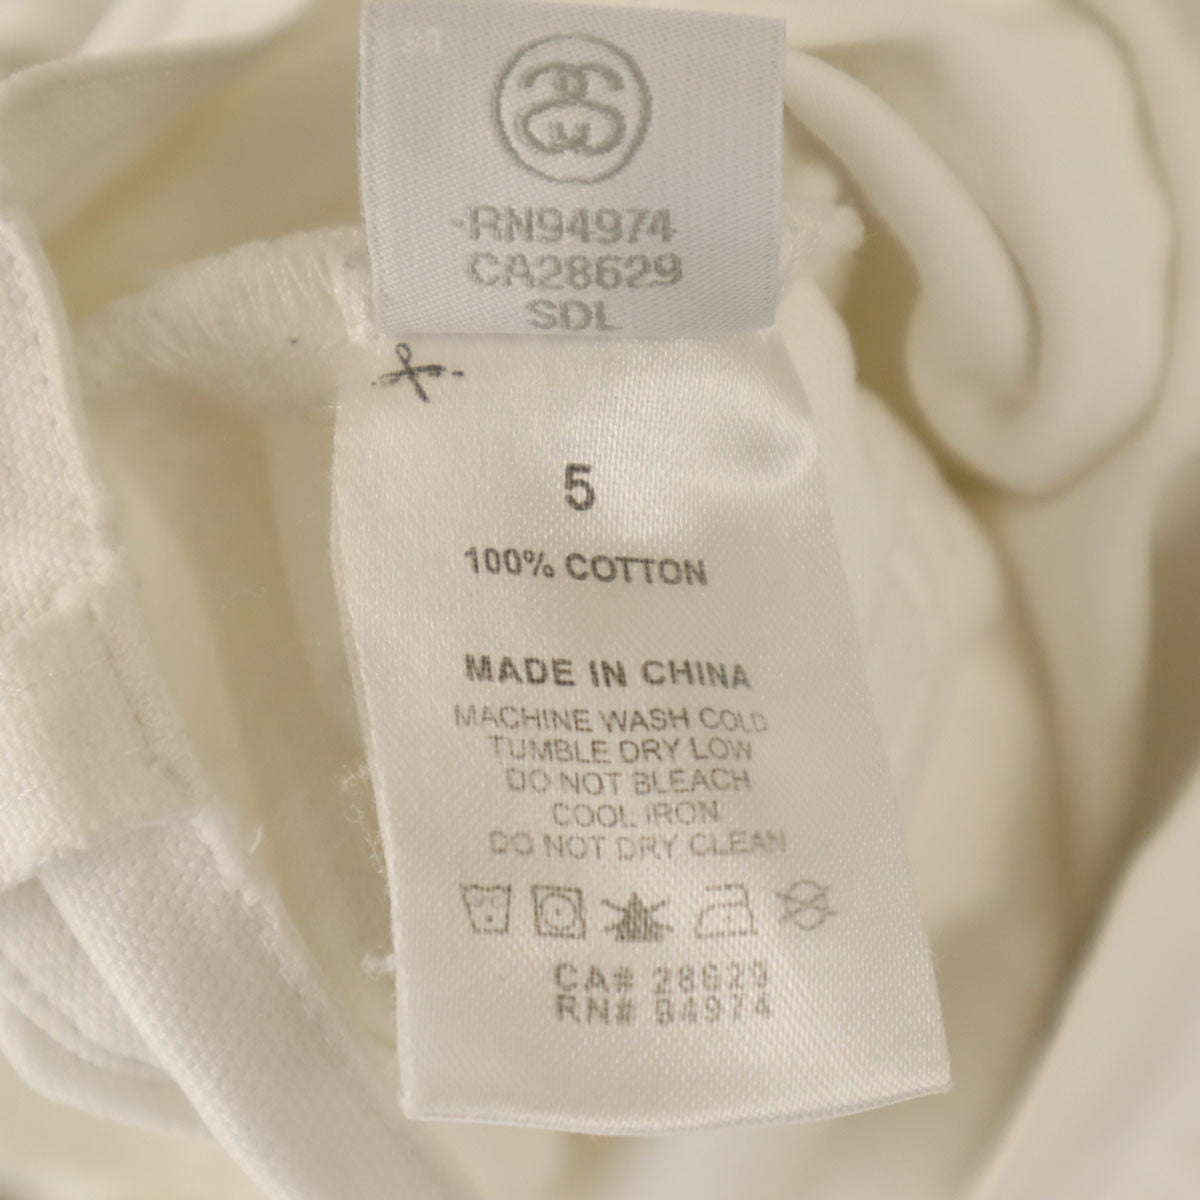 RN94974
CA28629
SDL
5
100% COTTON
MADE IN CHINA
MACHINE WASH COLD
TUMBLE DRY LOW
DO NOT BLEACH
COOL IRON
DO NOT DRY CLEAN
CA# 28629
RN# 94974